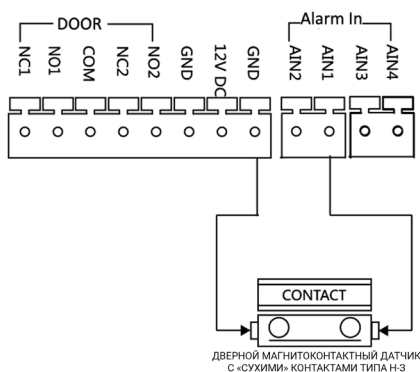 DOOR
Alarm In
NC1
NO1
COM
NC2
NO2
GND
12V DC
GND
AIN2
AIN1
AIN3
AIN4
CONTACT
ДВЕРНОЙ МАГНИТОКОНТАКТНЫЙ ДАТЧИК
С «СУХИМИ» КОНТАКТАМИ ТИПА Н-З